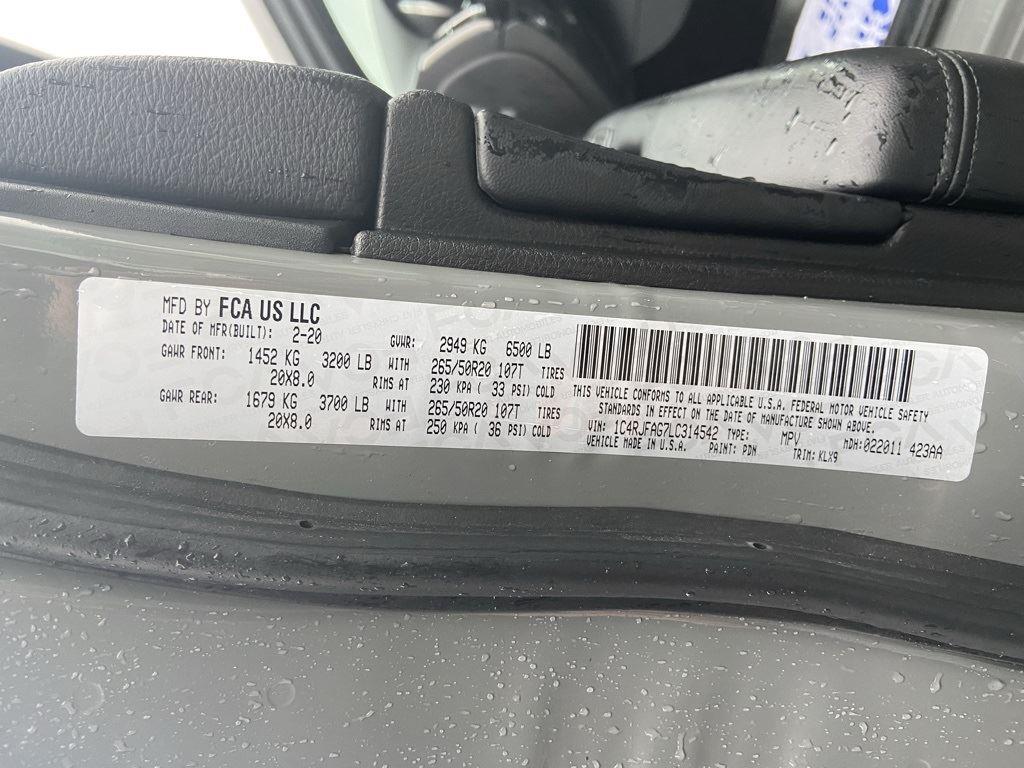 MFD BY FCA US LLC
DATE OF MFR(BUILT): 2-20 GVWR: 2949 KG 6500 LB
GAWR FRONT: 1452 KG 3200 LB WITH 265/50R20 107T TIRES
20X8.0 RIMS AT 230 KPA ( 33 PSI) COLD
GAWR REAR: 1679 KG 3700 LB WITH 265/50R20 107T TIRES
20X8.0 RIMS AT 250 KPA ( 36 PSI) COLD
THIS VEHICLE CONFORMS TO ALL APPLICABLE U.S.A. FEDERAL MOTOR VEHICLE SAFETY
STANDARDS IN EFFECT ON THE DATE OF MANUFACTURE SHOWN ABOVE.
VIN: 1C4RJFAG7LC314542 TYPE: MPV MDH:022011 423AA
VEHICLE MADE IN U.S.A. PAINT: PDN TRIM: KLX9